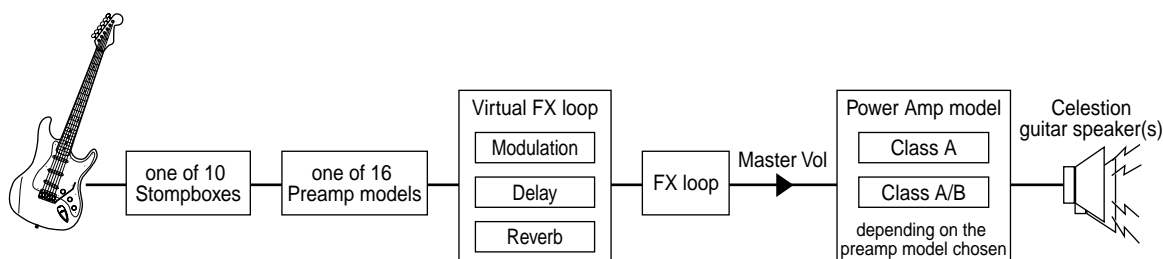 one of 10
Stompboxes
one of 16
Preamp models
Virtual FX loop
Modulation
Delay
Reverb
FX loop
Master Vol
Power Amp model
Class A
Class A/B
depending on the
preamp model chosen
Celestion
guitar speaker(s)